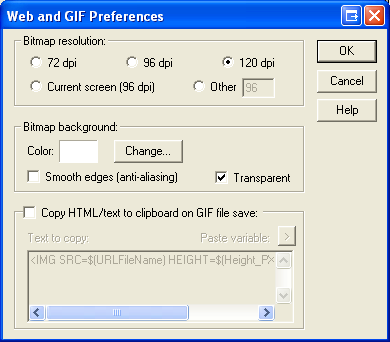 Web and GIF Preferences
Bitmap resolution:
72 dpi 96 dpi 120 dpi
Current screen (96 dpi) Other 96
OK
Cancel
Help
Bitmap background:
Color: Change...
Smooth edges (anti-aliasing) Transparent
Copy HTML/text to clipboard on GIF file save:
Text to copy: Paste variable: >
<IMG SRC=$(URLFileName) HEIGHT=$(Height_PX